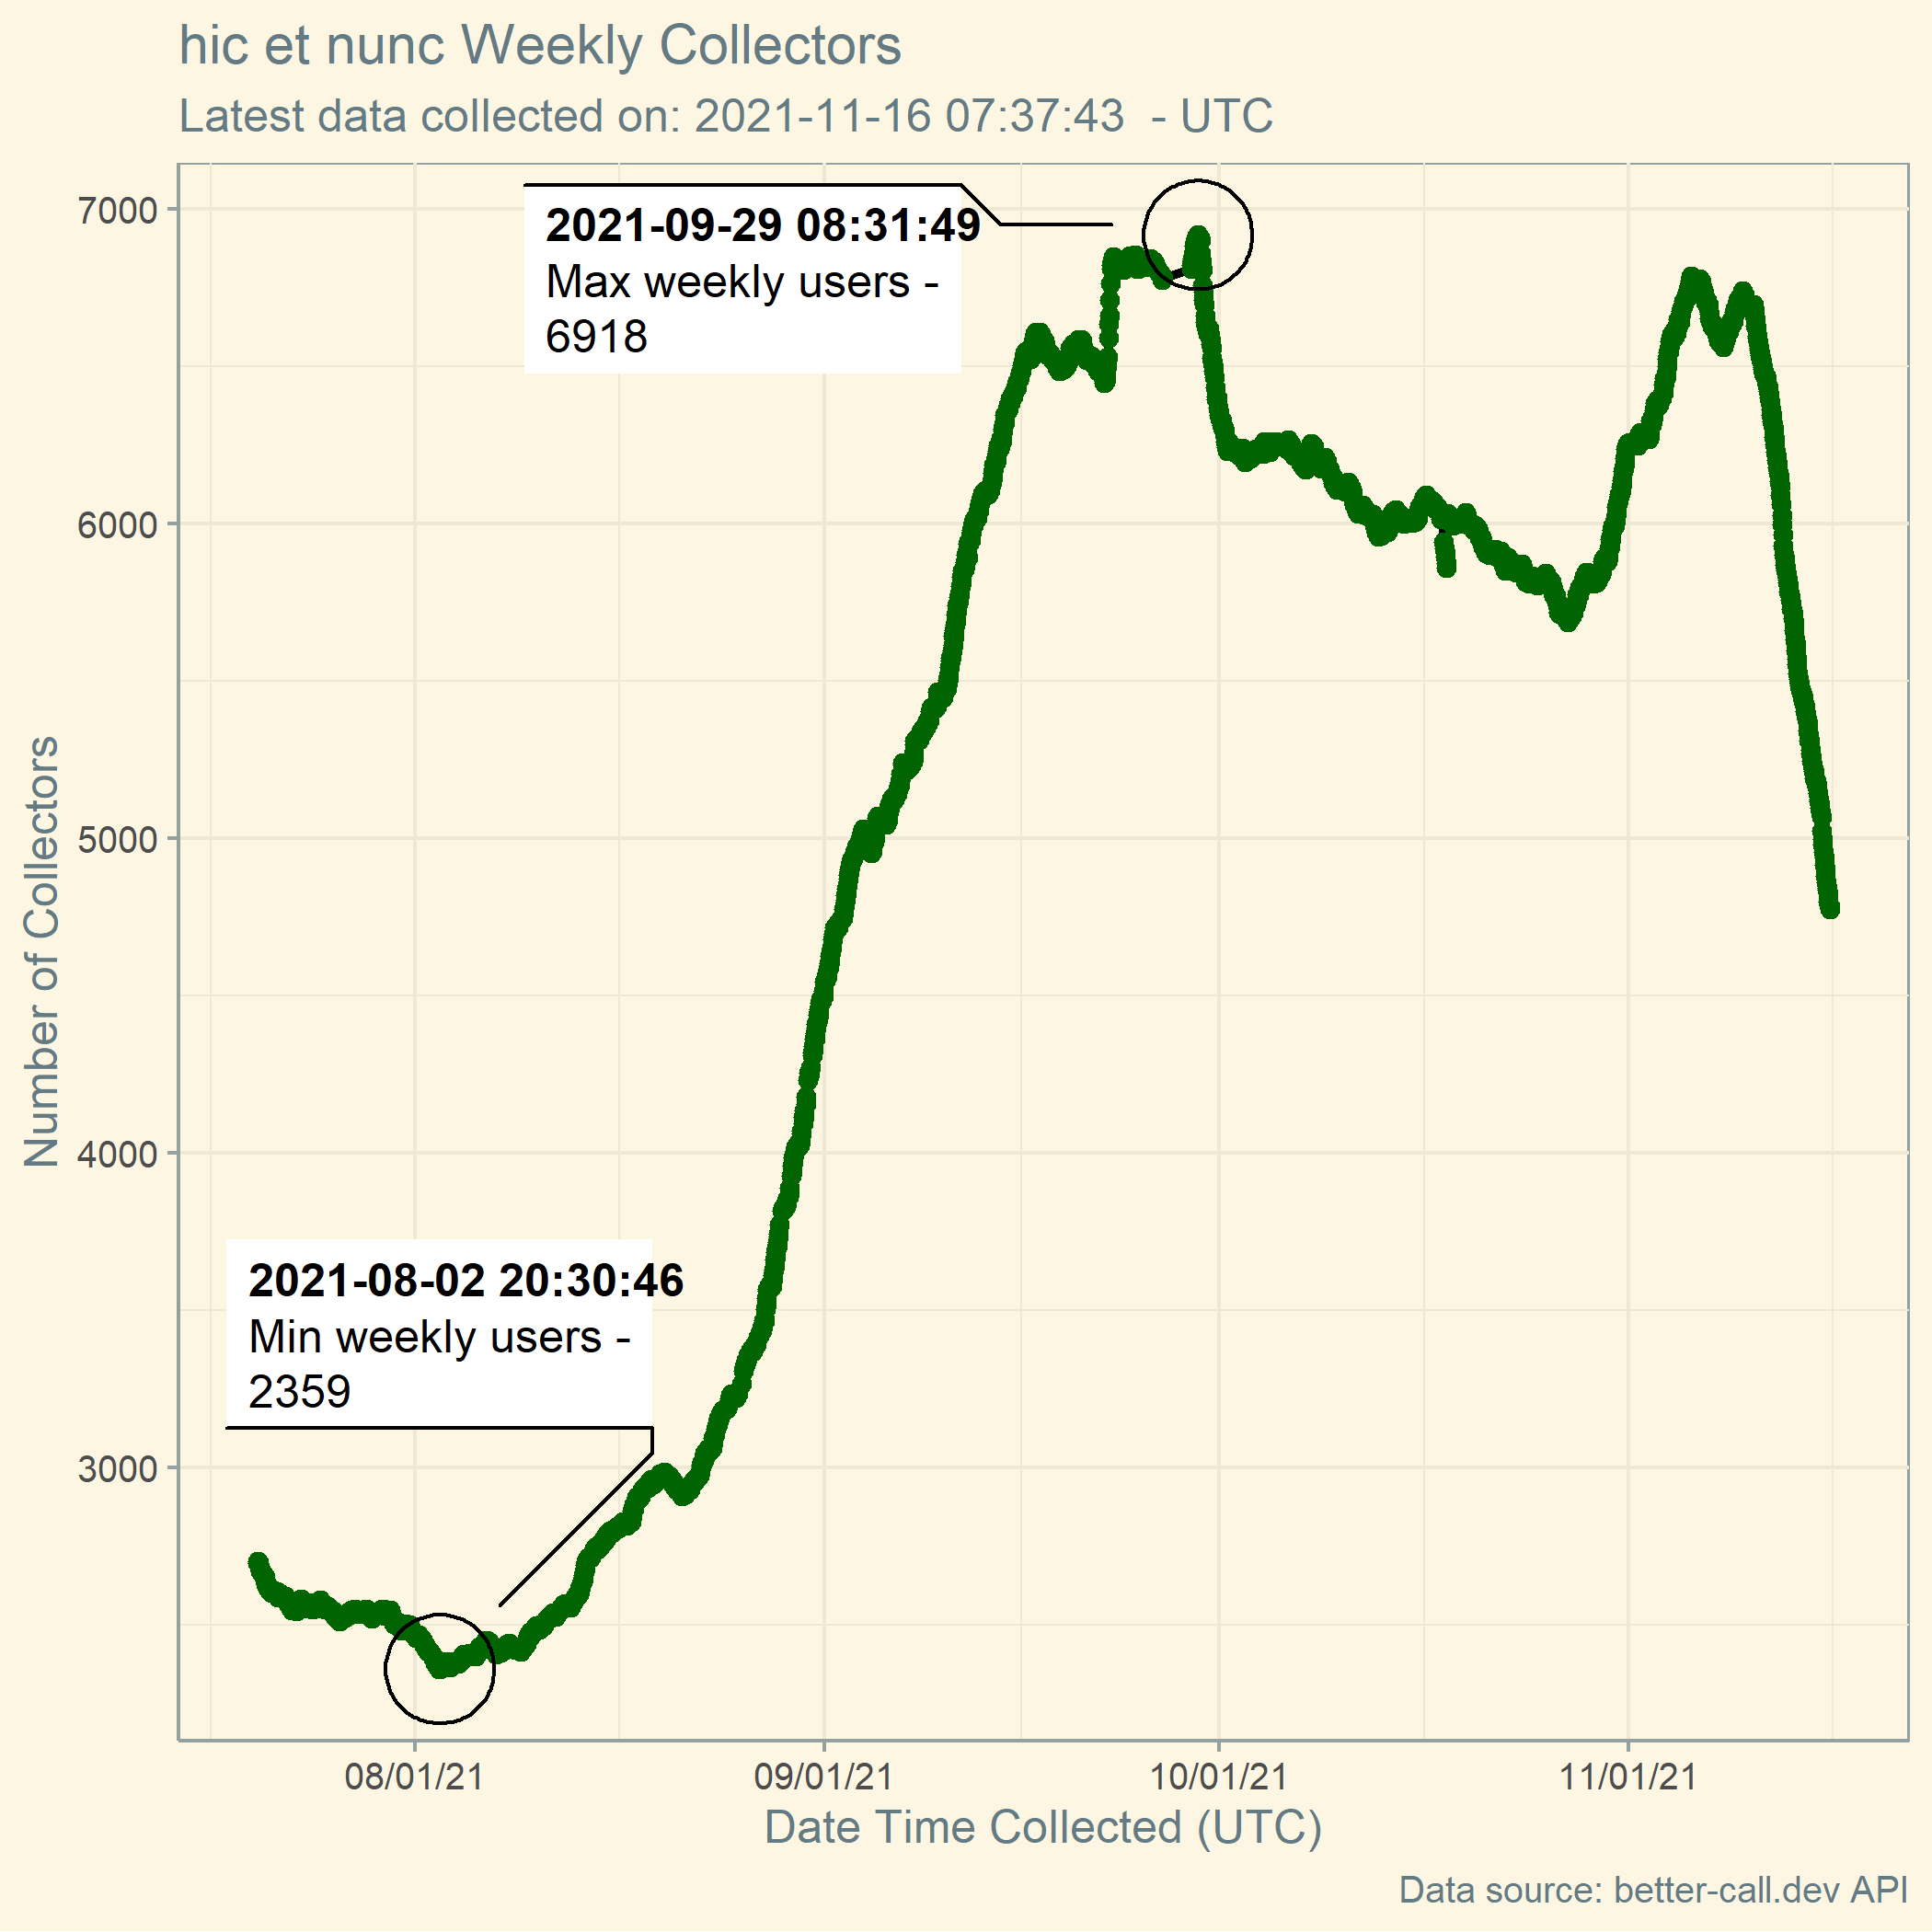 hic et nunc Weekly Collectors
Latest data collected on: 2021-11-16 07:37:43  - UTC
7000
6000
5000
4000
3000
Number of Collectors
2021-09-29 08:31:49
Max weekly users -
6918
2021-08-02 20:30:46
Min weekly users -
2359
08/01/21
09/01/21
10/01/21
11/01/21
Date Time Collected (UTC)
Data source: better-call.dev API